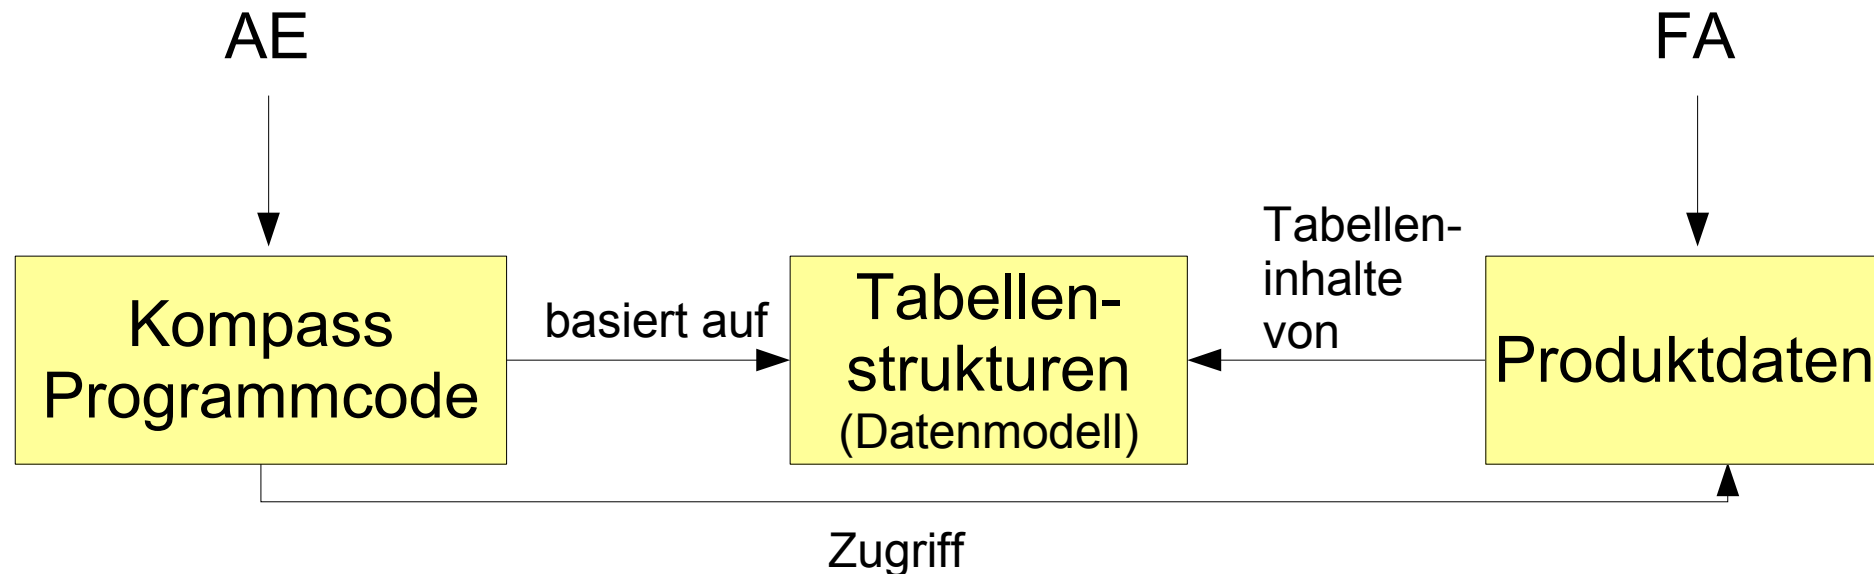 AE
FA
Kompass
Programmcode
basiert auf
Tabellen-
strukturen
(Datenmodell)
Tabellen-
inhalte
von
Produktdaten
Zugriff